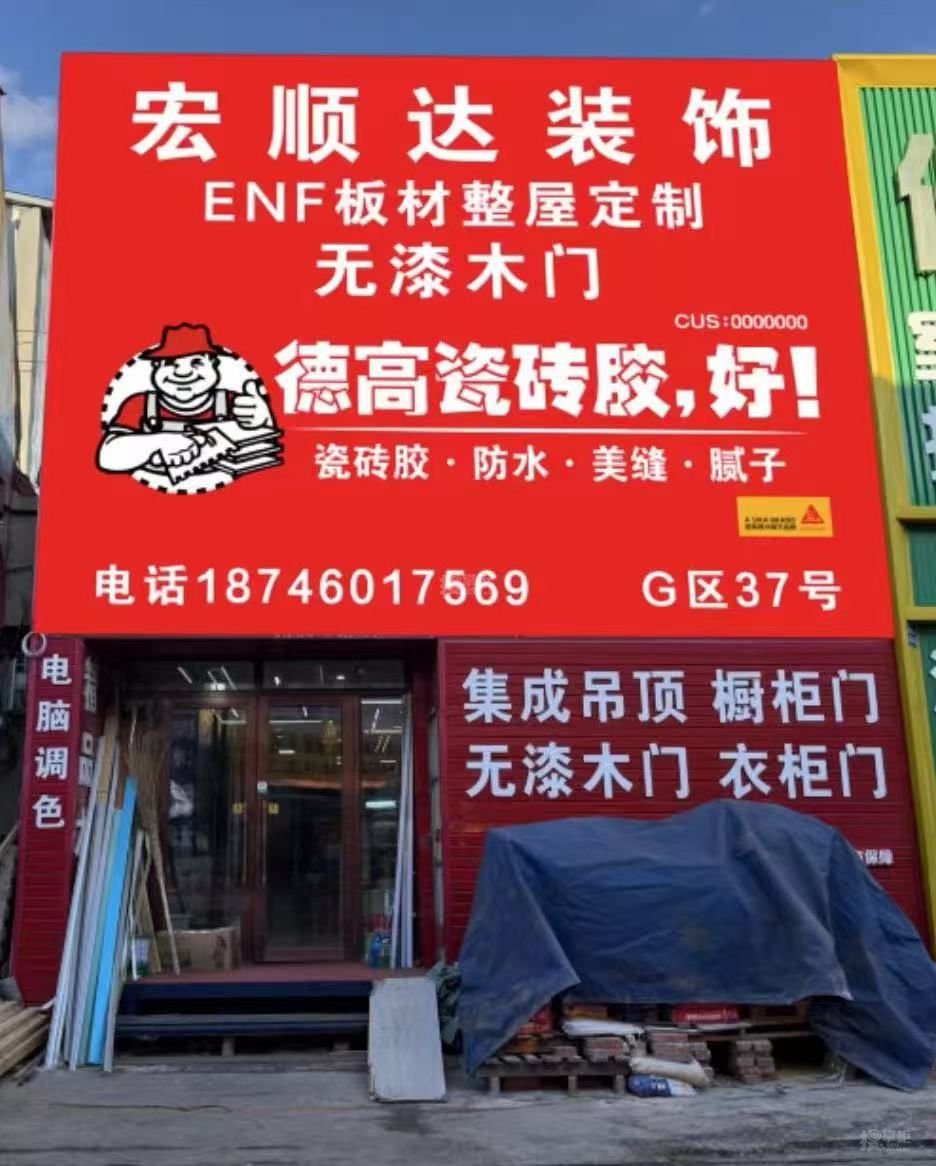 宏顺达装饰
ENF板材整屋定制
无漆木门
CUS:0000000
德高瓷砖胶,好!
瓷砖胶·防水·美缝·腻子
电话18746017569 G区37号
电脑调色
集成吊顶 橱柜门
无漆木门 衣柜门
保障